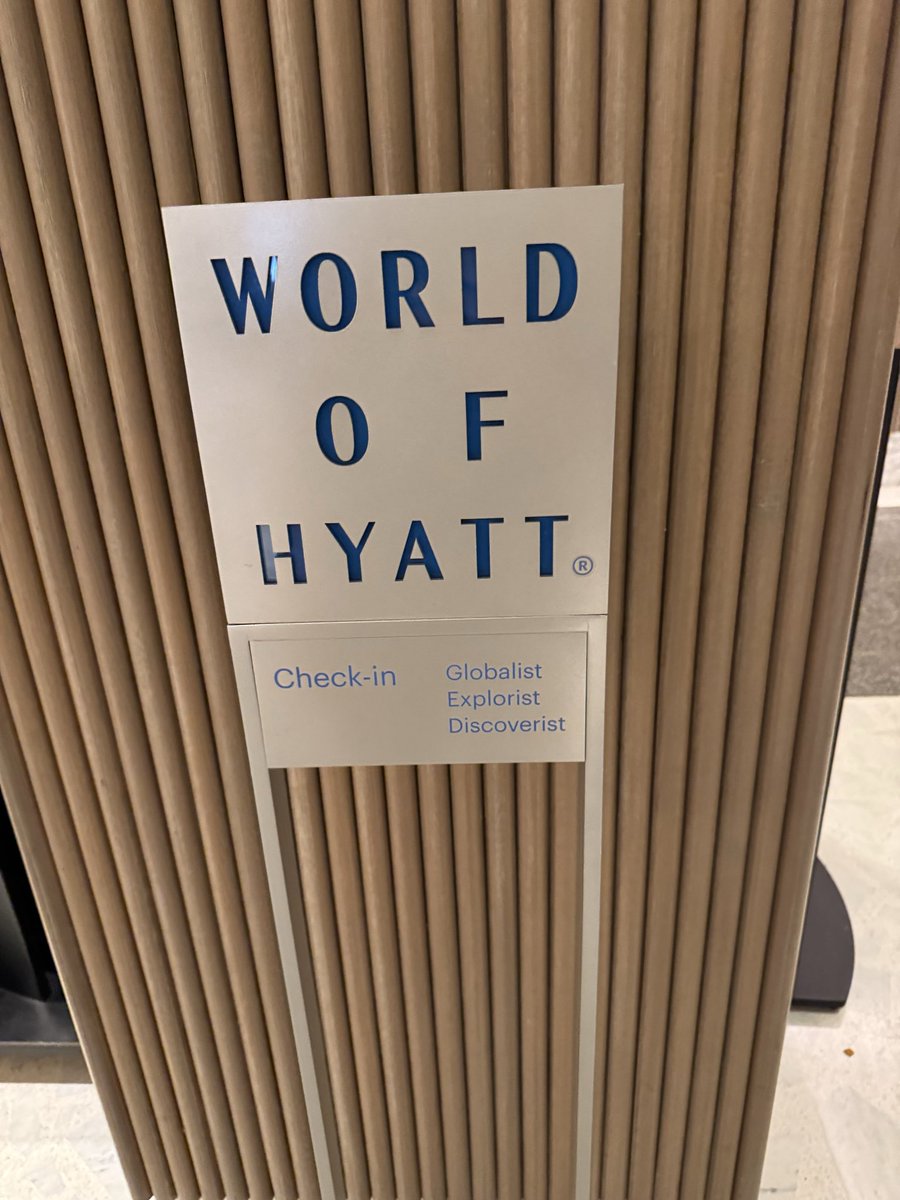 WORLD
OF
HYATT®
Check-in
Globalist
Explorist
Discoverist